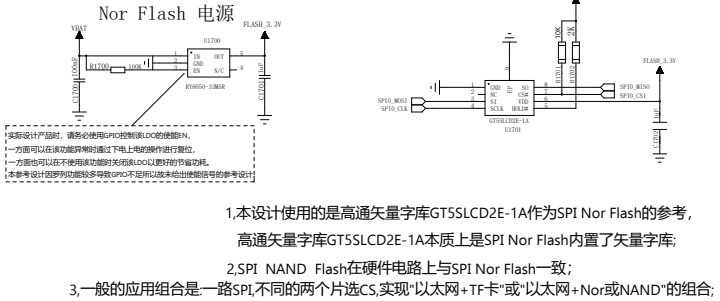 Nor Flash 电源
VBAT
FLASH_3.3V
U1700
1 IN OUT 5
2 GND
3 EN N/C 4
R1700 100K
C1700 100nF
C1701 1uF
RY6050-33M5R
实际设计产品时，请务必使用GPIO控制该LDO的使能EN，
一方面可以在该功能异常时通过下电上电的操作进行复位，
一方面也可以在不使用该功能时关闭该LDO以更好的节省功耗。
本参考设计因罗列功能较多导致GPIO不足所以故未给出使能信号的参考设计
10K
2K
R1701
R1702
FLASH_3.3V
9
EP
1 GND SO
2 NC CS#
3 SI VDD
4 SCLK HOLD#
SPI0_MISO
SPI0_CS1
SPI0_MOSI
SPI0_CLK
GT5SLCD2E-1A
U1701
C1702 1uF
1,本设计使用的是高通矢量字库GT5SLCD2E-1A作为SPI Nor Flash的参考，
高通矢量字库GT5SLCD2E-1A本质上是SPI Nor Flash内置了矢量字库;
2,SPI NAND Flash在硬件电路上与SPI Nor Flash一致；
3,一般的应用组合是:一路SPI,不同的两个片选CS,实现"以太网+TF卡"或"以太网+Nor或NAND"的组合;